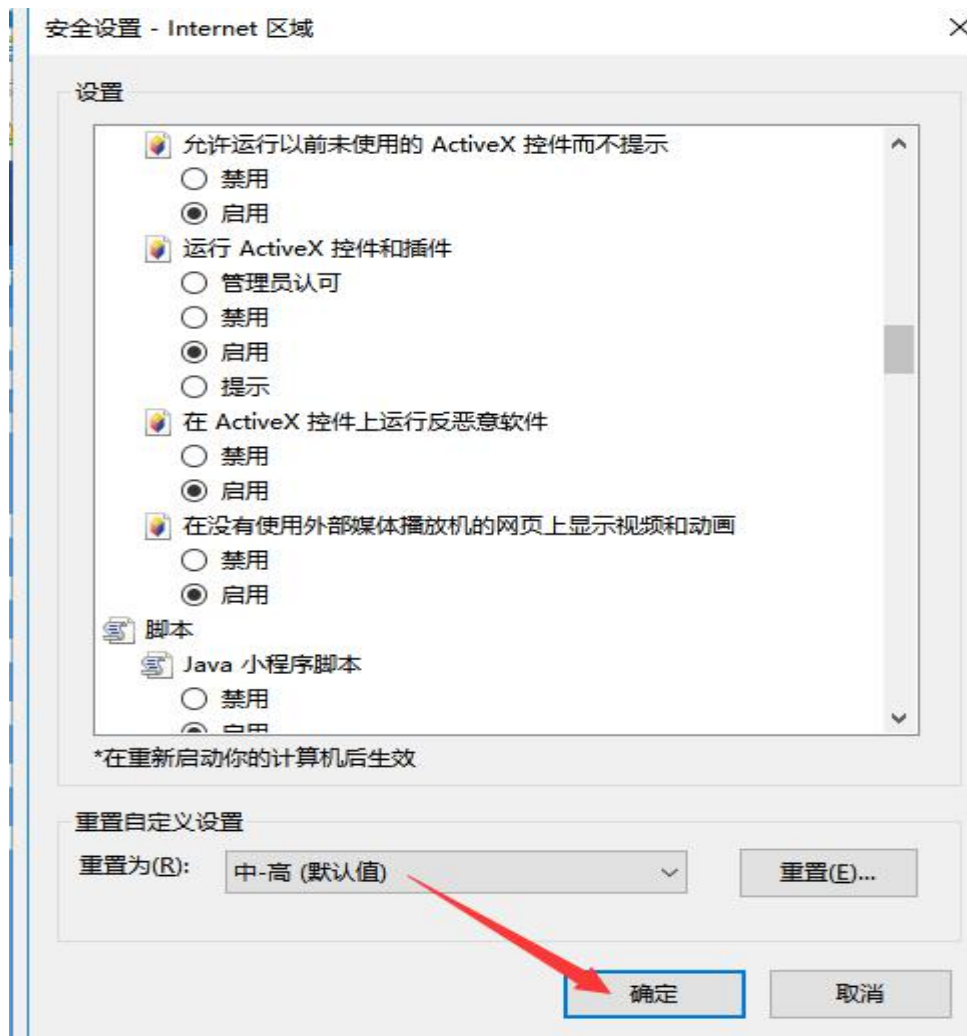 安全设置 - Internet 区域
设置
允许运行以前未使用的 ActiveX 控件而不提示
禁用
启用
运行 ActiveX 控件和插件
管理员认可
禁用
启用
提示
在 ActiveX 控件上运行反恶意软件
禁用
启用
在没有使用外部媒体播放机的网页上显示视频和动画
禁用
启用
脚本
Java 小程序脚本
禁用
启用
*在重新启动你的计算机后生效
重置自定义设置
重置为(R): 中-高 (默认值) 重置(E)...
确定 取消